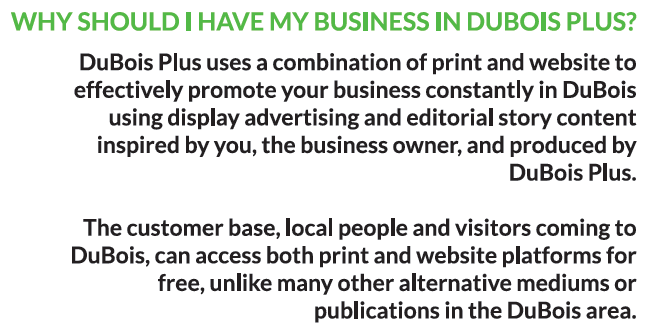 WHY SHOULD I HAVE MY BUSINESS IN DUBOIS PLUS?
DuBois Plus uses a combination of print and website to
effectively promote your business constantly in DuBois
using display advertising and editorial story content
inspired by you, the business owner, and produced by
DuBois Plus.
The customer base, local people and visitors coming to
DuBois, can access both print and website platforms for
free, unlike many other alternative mediums or
publications in the DuBois area.